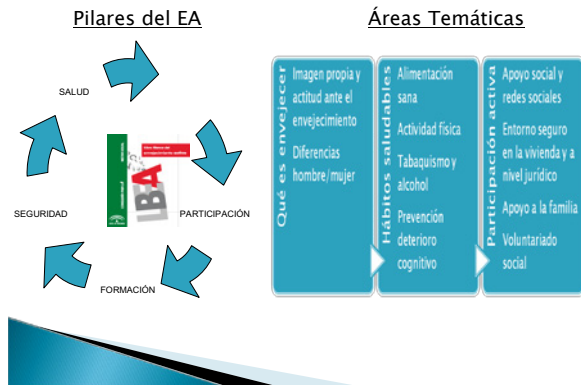 Pilares del EA
SALUD
PARTICIPACIÓN
FORMACIÓN
SEGURIDAD
IBEA
Áreas Temáticas
Qué es envejecer
Imagen propia y
actitud ante el
envejecimiento
Diferencias
hombre/mujer
Hábitos saludables
Alimentación
sana
Actividad física
Tabaquismo y
alcohol
Prevención
deterioro
cognitivo
Participación activa
Apoyo social y
redes sociales
Entorno seguro
en la vivienda y a
nivel jurídico
Apoyo a la familia
Voluntariado
social